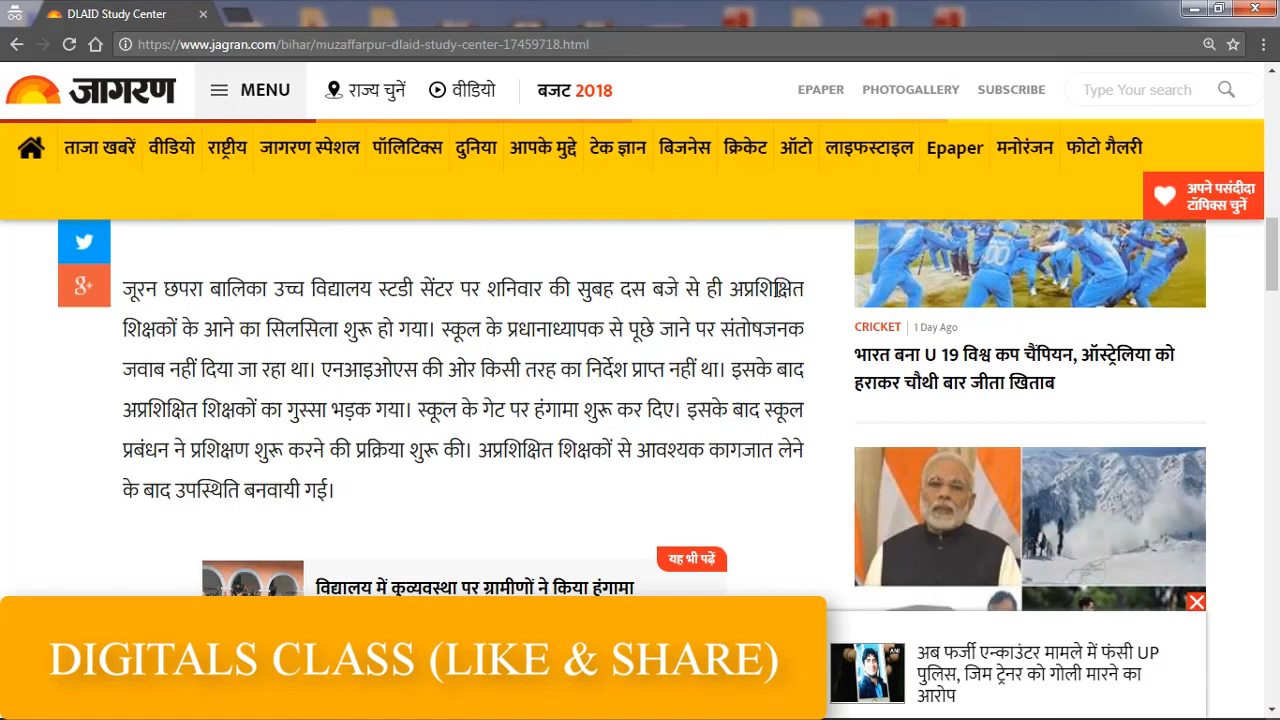 DLAID Study Center
https://www.jagran.com/bihar/muzaffarpur-dlaid-study-center-17459718.html
जागरण
MENU
राज्य चुनें
वीडियो
बजट 2018
EPAPER PHOTOGALLERY SUBSCRIBE
Type Your search
ताजा खबरें वीडियो राष्ट्रीय जागरण स्पेशल पॉलिटिक्स दुनिया आपके मुद्दे टेक ज्ञान बिजनेस क्रिकेट ऑटो लाइफस्टाइल Epaper मनोरंजन फोटो गैलरी
अपने पसंदीदा
टॉपिक्स चुनें
जूरन छपरा बालिका उच्च विद्यालय स्टडी सेंटर पर शनिवार की सुबह दस बजे से ही अप्रशिक्षित
शिक्षकों के आने का सिलसिला शुरू हो गया। स्कूल के प्रधानाध्यापक से पूछे जाने पर संतोषजनक
जवाब नहीं दिया जा रहा था। एनआइओएस की ओर किसी तरह का निर्देश प्राप्त नहीं था। इसके बाद
अप्रशिक्षित शिक्षकों का गुस्सा भड़क गया। स्कूल के गेट पर हंगामा शुरू कर दिए। इसके बाद स्कूल
प्रबंधन ने प्रशिक्षण शुरू करने की प्रक्रिया शुरू की। अप्रशिक्षित शिक्षकों से आवश्यक कागजात लेने
के बाद उपस्थिति बनवायी गई।
यह भी पढ़ें
विद्यालय में कुव्यवस्था पर ग्रामीणों ने किया हंगामा
CRICKET | 1 Day Ago
भारत बना U 19 विश्व कप चैंपियन, ऑस्ट्रेलिया को
हराकर चौथी बार जीता खिताब
DIGITALS CLASS (LIKE & SHARE)
ANI
अब फर्जी एन्काउंटर मामले में फंसी UP
पुलिस, जिम ट्रेनर को गोली मारने का
आरोप